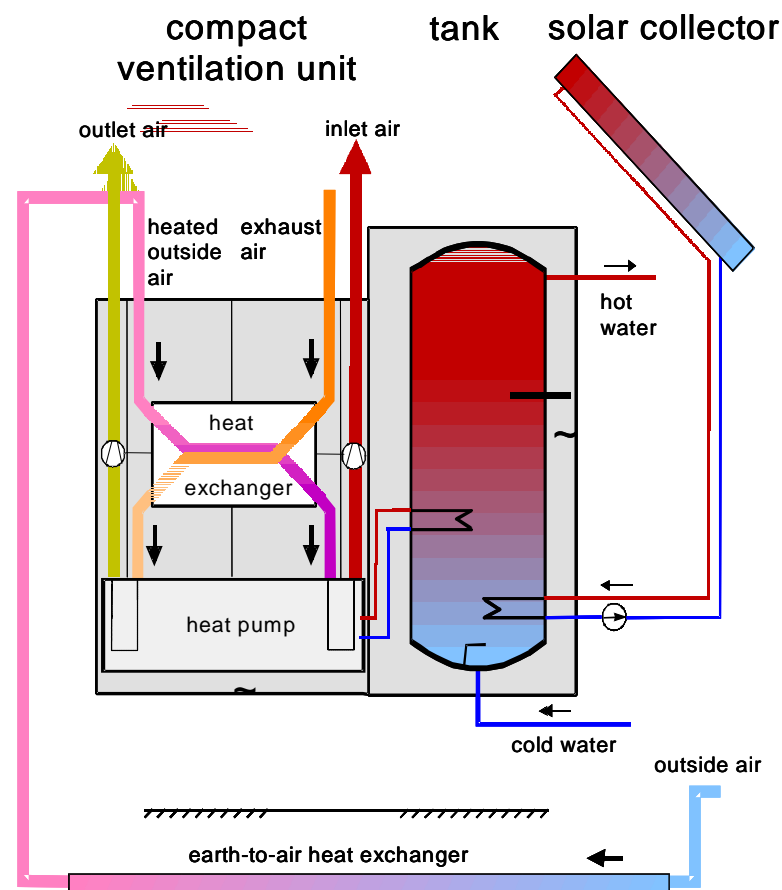 compact
ventilation unit
tank
solar collector
outlet air
inlet air
heated
outside
air
exhaust
air
hot
water
heat
exchanger
~
heat pump
~
cold water
outside air
earth-to-air heat exchanger